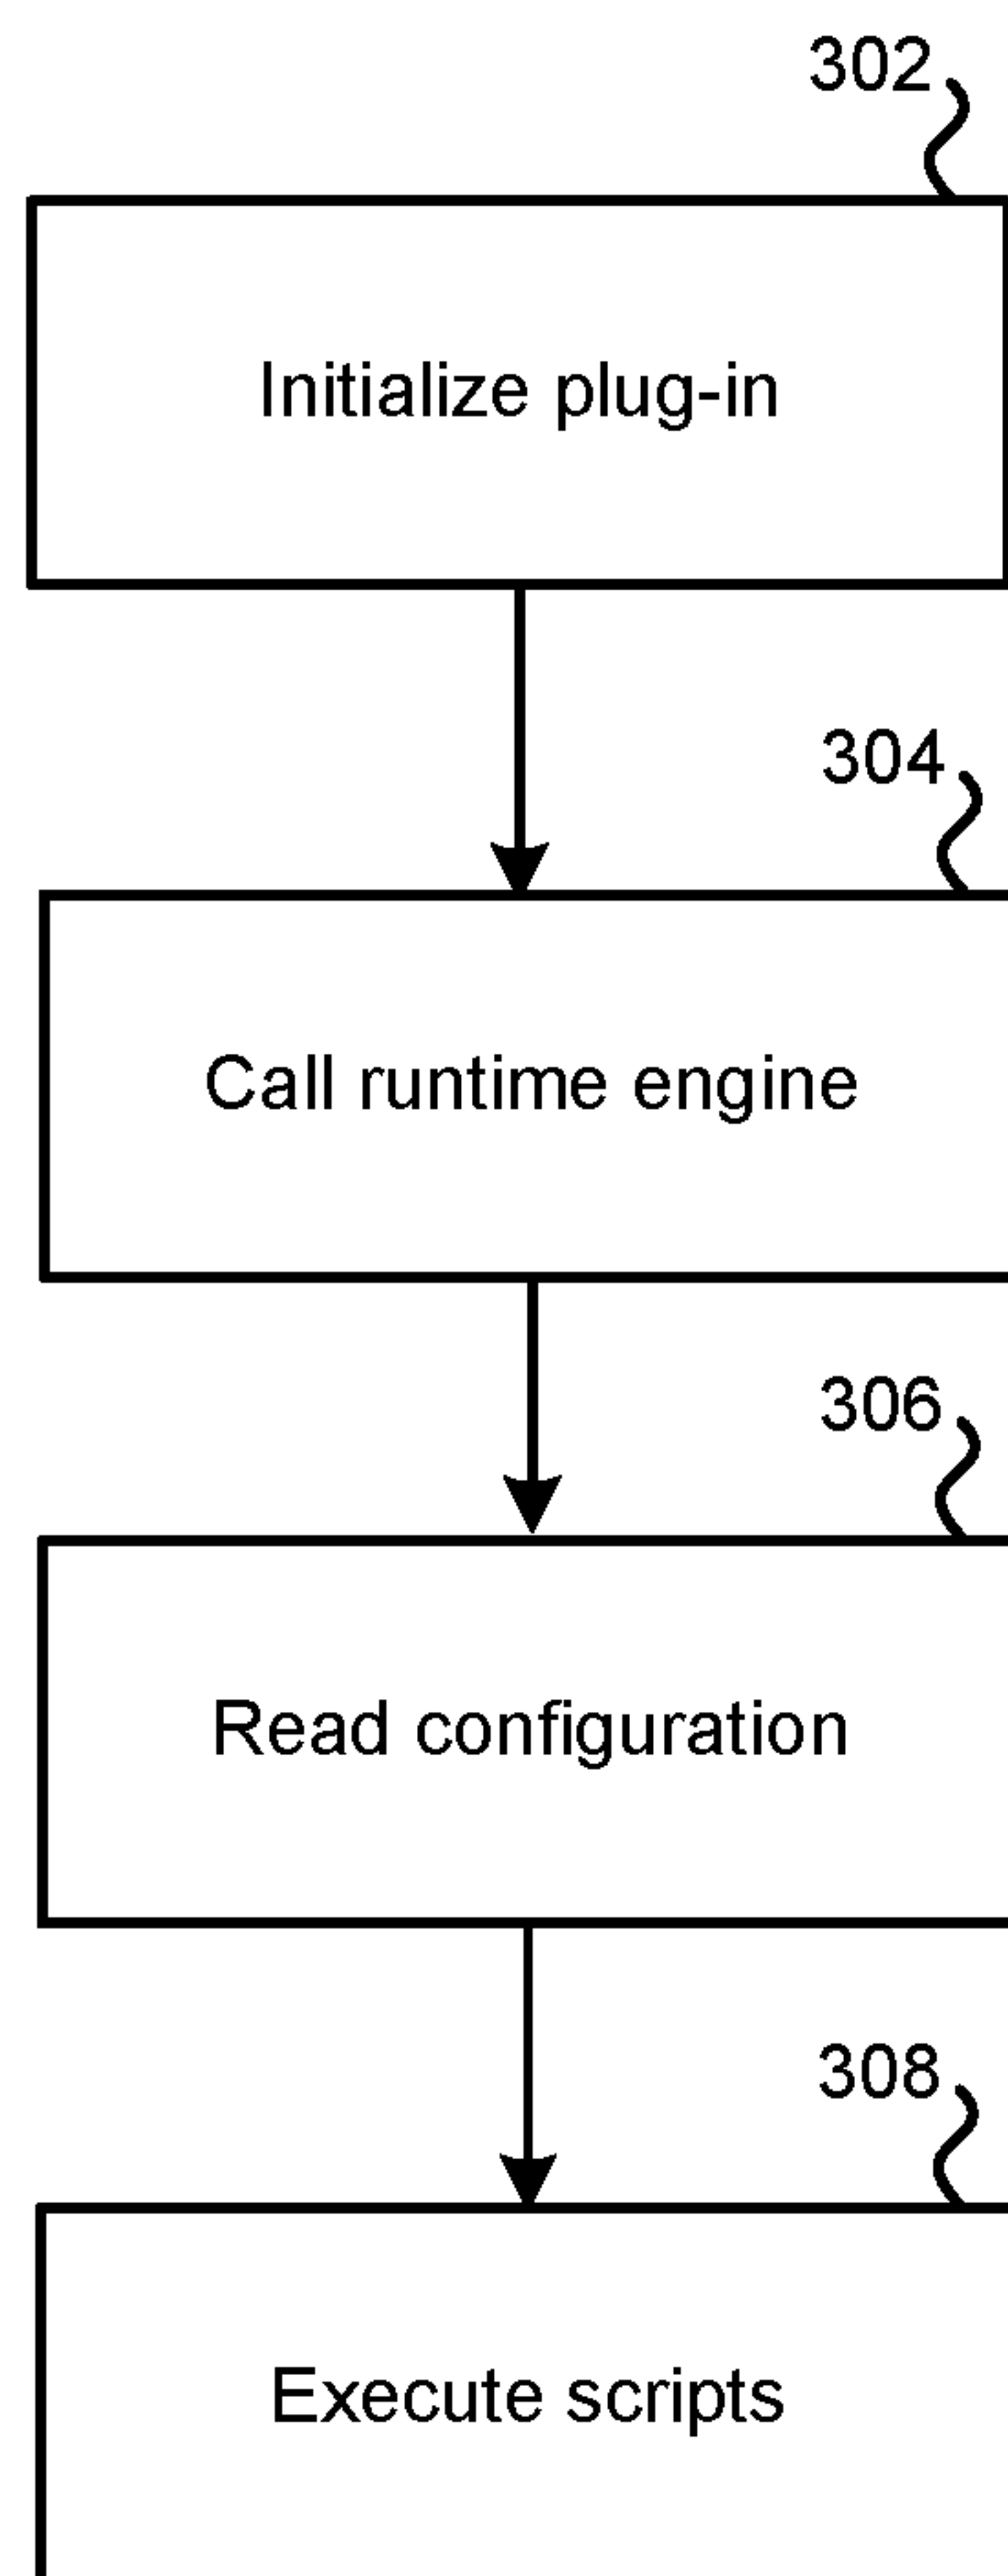 302
Initialize plug-in
304
Call runtime engine
306
Read configuration
308
Execute scripts